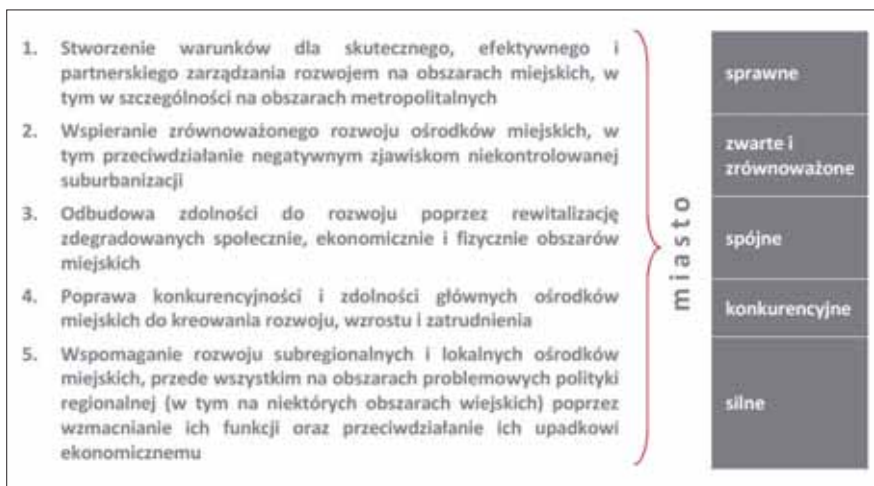 1. Stworzenie warunków dla skutecznego, efektywnego i
partnerskiego zarządzania rozwojem na obszarach miejskich, w
tym w szczególności na obszarach metropolitalnych
2. Wspieranie zrównoważonego rozwoju ośrodków miejskich, w
tym przeciwdziałanie negatywnym zjawiskom niekontrolowanej
suburbanizacji
3. Odbudowa zdolności do rozwoju poprzez rewitalizację
zdegradowanych społecznie, ekonomicznie i fizycznie obszarów
miejskich
4. Poprawa konkurencyjności i zdolności głównych ośrodków
miejskich do kreowania rozwoju, wzrostu i zatrudnienia
5. Wspomaganie rozwoju subregionalnych i lokalnych ośrodków
miejskich, przede wszystkim na obszarach problemowych polityki
regionalnej (w tym na niektórych obszarach wiejskich) poprzez
wzmacnianie ich funkcji oraz przeciwdziałanie ich upadkowi
ekonomicznemu
miasto
sprawne
zwarte i
zrównoważone
spójne
konkurencyjne
silne